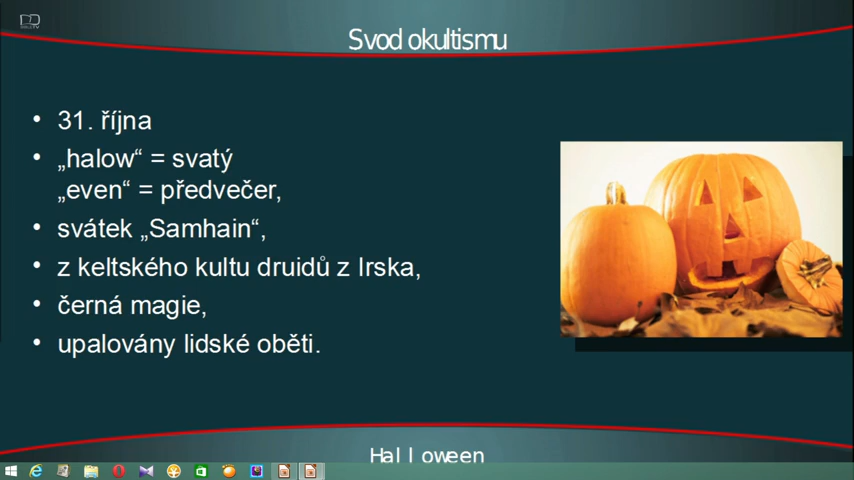 Svod okultismu
• 31. října
• „halow“ = svatý
„even“ = předvečer,
• svátek „Samhain“,
• z keltského kultu druidů z Irska,
• černá magie,
• upalovány lidské oběti.
Halloween